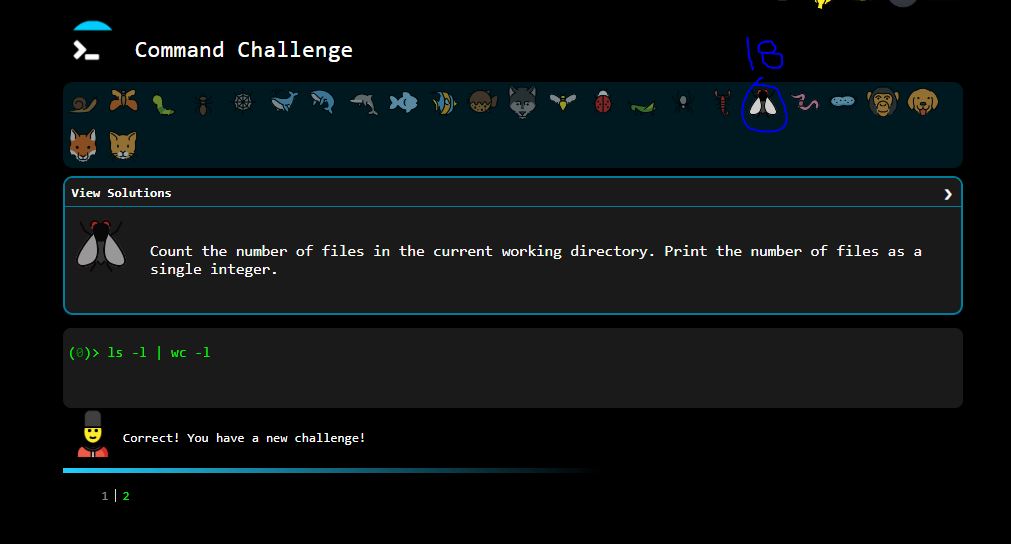 Command Challenge
18
View Solutions
Count the number of files in the current working directory. Print the number of files as a
single integer.
(0)> ls -l | wc -l
Correct! You have a new challenge!
1 | 2